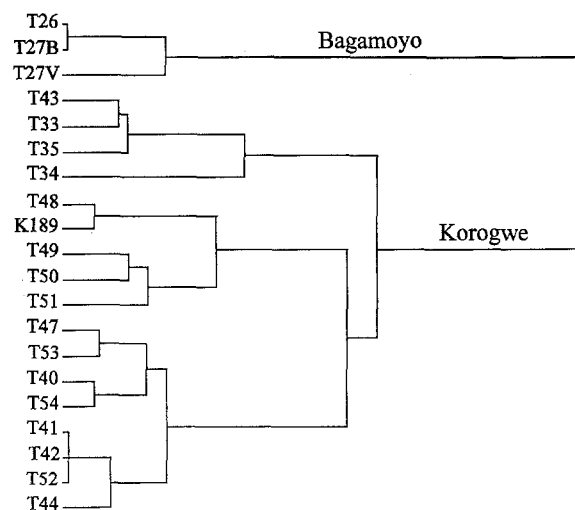 T26
Bagamoyo
T27B
T27V
T43
T33
T35
T34
T48
K189
Korogwe
T49
T50
T51
T47
T53
T40
T54
T41
T42
T52
T44